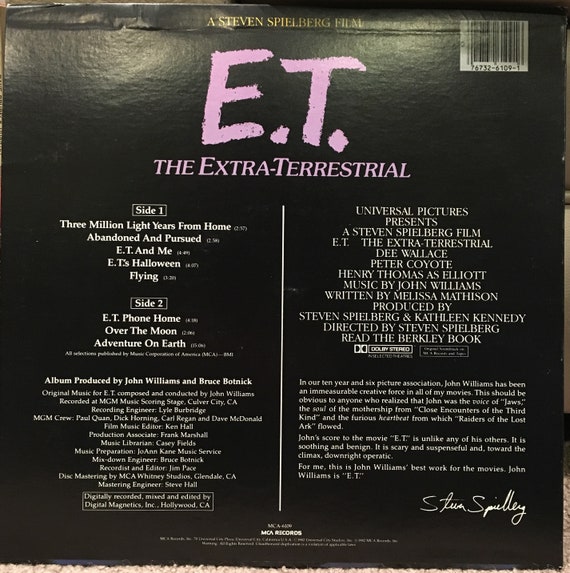 A STEVEN SPIELBERG FILM
76732-6109-1
E.T.
THE EXTRA-TERRESTRIAL
Side 1
Three Million Light Years From Home (2:57)
Abandoned And Pursued (2:58)
E.T. And Me (4:49)
E.T.'s Halloween (4:07)
Flying (3:20)
Side 2
E.T. Phone Home (4:18)
Over The Moon (2:06)
Adventure On Earth (15:06)
All selections published by Music Corporation of America (MCA)—BMI
Album Produced by John Williams and Bruce Botnick
Original Music for E.T. composed and conducted by John Williams
Recorded at MGM Music Scoring Stage, Culver City, CA
Recording Engineer: Lyle Burbridge
MGM Crew: Paul Quan, Dick Horning, Carl Regan and Dave McDonald
Film Music Editor: Ken Hall
Production Associate: Frank Marshall
Music Librarian: Casey Fields
Music Preparation: JoAnn Kane Music Service
Mix-down Engineer: Bruce Botnick
Recordist and Editor: Jim Pace
Disc Mastering by MCA Whitney Studios, Glendale, CA
Mastering Engineer: Steve Hall
Digitally recorded, mixed and edited by
Digital Magnetics, Inc., Hollywood, CA
UNIVERSAL PICTURES
PRESENTS
A STEVEN SPIELBERG FILM
E.T. THE EXTRA-TERRESTRIAL
DEE WALLACE
PETER COYOTE
HENRY THOMAS AS ELLIOTT
MUSIC BY JOHN WILLIAMS
WRITTEN BY MELISSA MATHISON
PRODUCED BY
STEVEN SPIELBERG & KATHLEEN KENNEDY
DIRECTED BY STEVEN SPIELBERG
READ THE BERKLEY BOOK
DOLBY STEREO
IN SELECTED THEATRES
Original Soundtrack on
MCA Records and Tapes
In our ten year and six picture association, John Williams has been
an immeasurable creative force in all of my movies. This should be
obvious to anyone who realized that John was the voice of "Jaws,"
the soul of the mothership from "Close Encounters of the Third
Kind" and the furious heartbeat from which "Raiders of the Lost
Ark" flowed.
John's score to the movie "E.T." is unlike any of his others. It is
soothing and benign. It is scary and suspenseful and, toward the
climax, downright operatic.
For me, this is John Williams' best work for the movies. John
Williams is "E.T."
Steven Spielberg
MCA-6109
MCA RECORDS